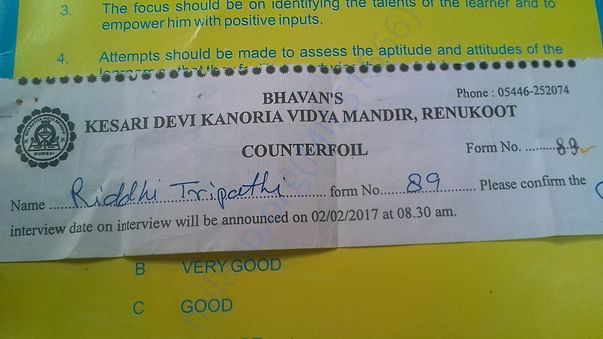 3. The focus should be on identifying the talents of the learner and to
empower him with positive inputs.
4. Attempts should be made to assess the aptitude and attitudes of the
BHAVAN'S
Phone : 05446-252074
KESARI DEVI KANORIA VIDYA MANDIR, RENUKOOT
COUNTERFOIL
Form No. .........89
Name ....Riddhi Tripathi.... form No....89.... Please confirm the
interview date on interview will be announced on 02/02/2017 at 08.30 am.
B VERY GOOD
C GOOD